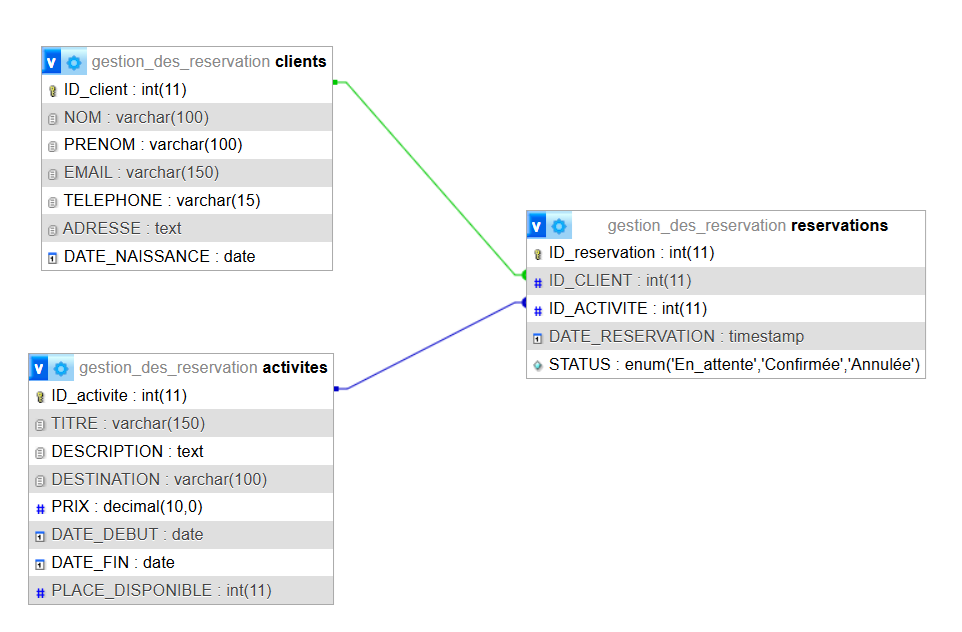 v gestion_des_reservation clients
ID_client : int(11)
NOM : varchar(100)
PRENOM : varchar(100)
EMAIL : varchar(150)
TELEPHONE : varchar(15)
ADRESSE : text
DATE_NAISSANCE : date
v gestion_des_reservation reservations
ID_reservation : int(11)
# ID_CLIENT : int(11)
# ID_ACTIVITE : int(11)
DATE_RESERVATION : timestamp
STATUS : enum('En_attente','Confirmée','Annulée')
v gestion_des_reservation activites
ID_activite : int(11)
TITRE : varchar(150)
DESCRIPTION : text
DESTINATION : varchar(100)
# PRIX : decimal(10,0)
DATE_DEBUT : date
DATE_FIN : date
# PLACE_DISPONIBLE : int(11)